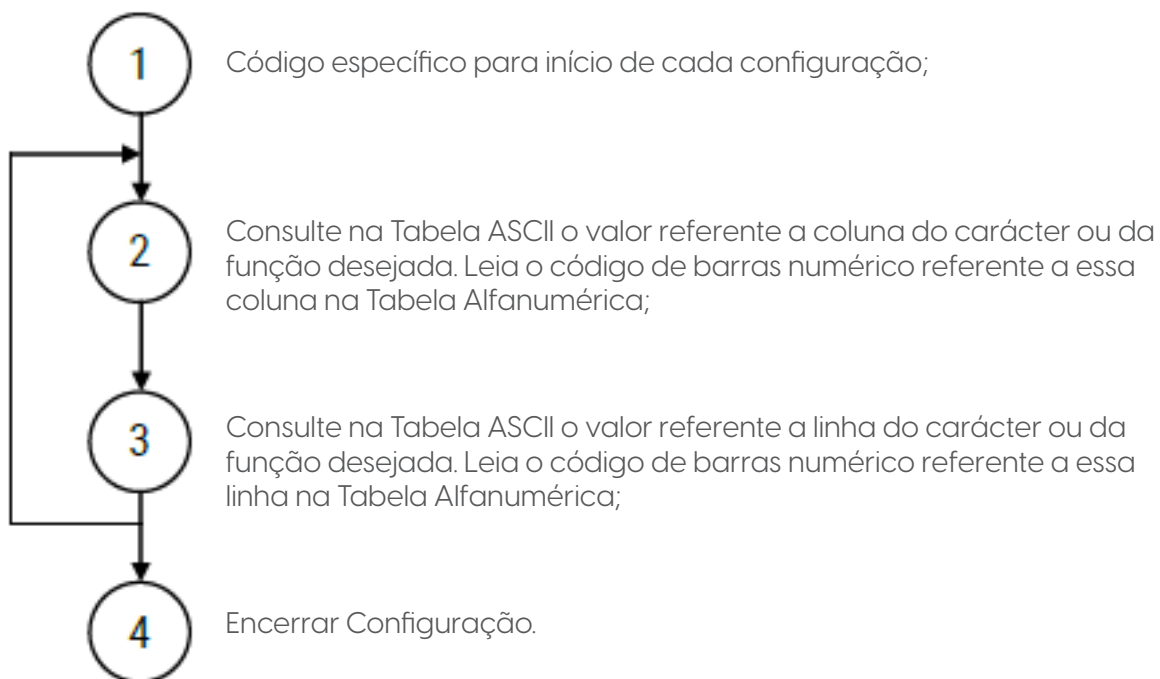 1
Código específico para início de cada configuração;
2
Consulte na Tabela ASCII o valor referente a coluna do carácter ou da
função desejada. Leia o código de barras numérico referente a essa
coluna na Tabela Alfanumérica;
3
Consulte na Tabela ASCII o valor referente a linha do carácter ou da
função desejada. Leia o código de barras numérico referente a essa
linha na Tabela Alfanumérica;
4
Encerrar Configuração.